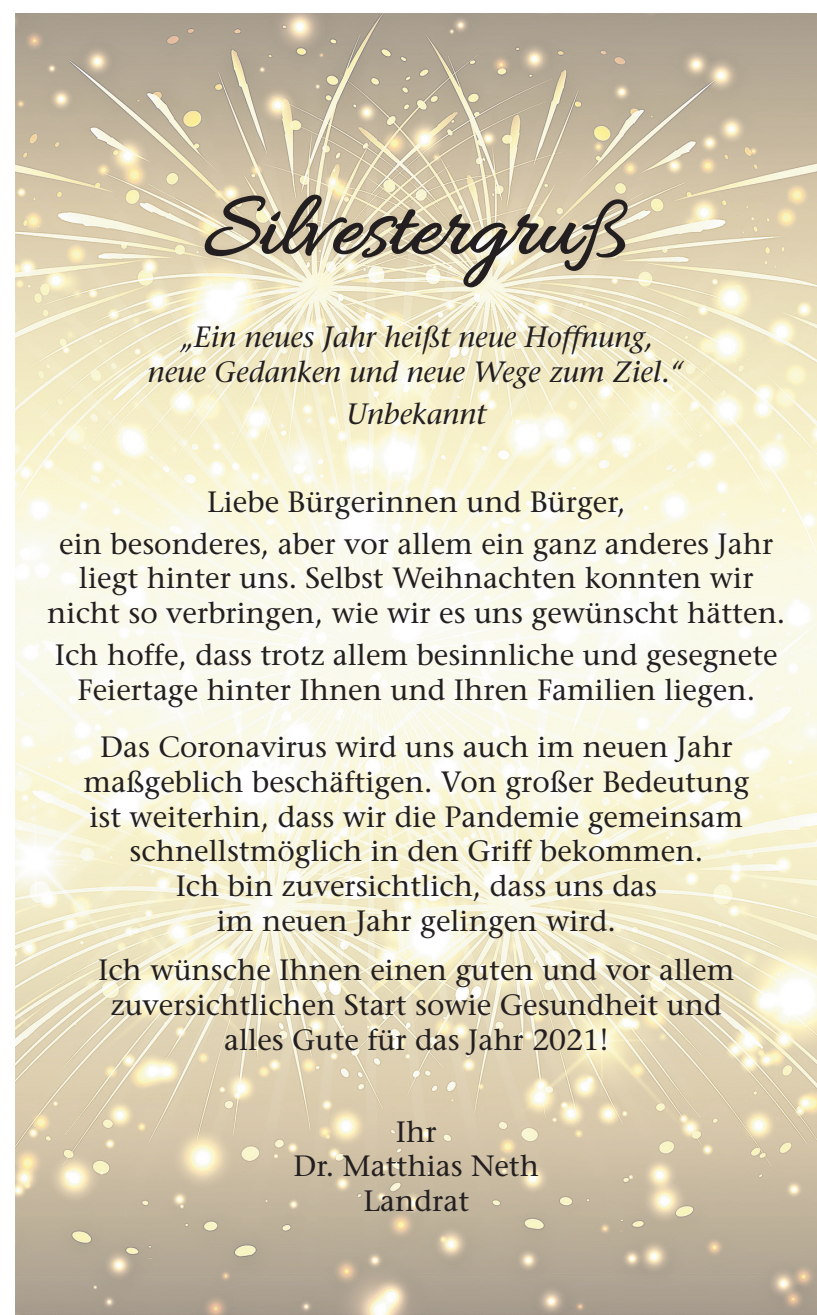 Silvestergruß
„Ein neues Jahr heißt neue Hoffnung,
neue Gedanken und neue Wege zum Ziel.“
Unbekannt
Liebe Bürgerinnen und Bürger,
ein besonderes, aber vor allem ein ganz anderes Jahr
liegt hinter uns. Selbst Weihnachten konnten wir
nicht so verbringen, wie wir es uns gewünscht hätten.
Ich hoffe, dass trotz allem besinnliche und gesegnete
Feiertage hinter Ihnen und Ihren Familien liegen.
Das Coronavirus wird uns auch im neuen Jahr
maßgeblich beschäftigen. Von großer Bedeutung
ist weiterhin, dass wir die Pandemie gemeinsam
schnellstmöglich in den Griff bekommen.
Ich bin zuversichtlich, dass uns das
im neuen Jahr gelingen wird.
Ich wünsche Ihnen einen guten und vor allem
zuversichtlichen Start sowie Gesundheit und
alles Gute für das Jahr 2021!
Ihr
Dr. Matthias Neth
Landrat